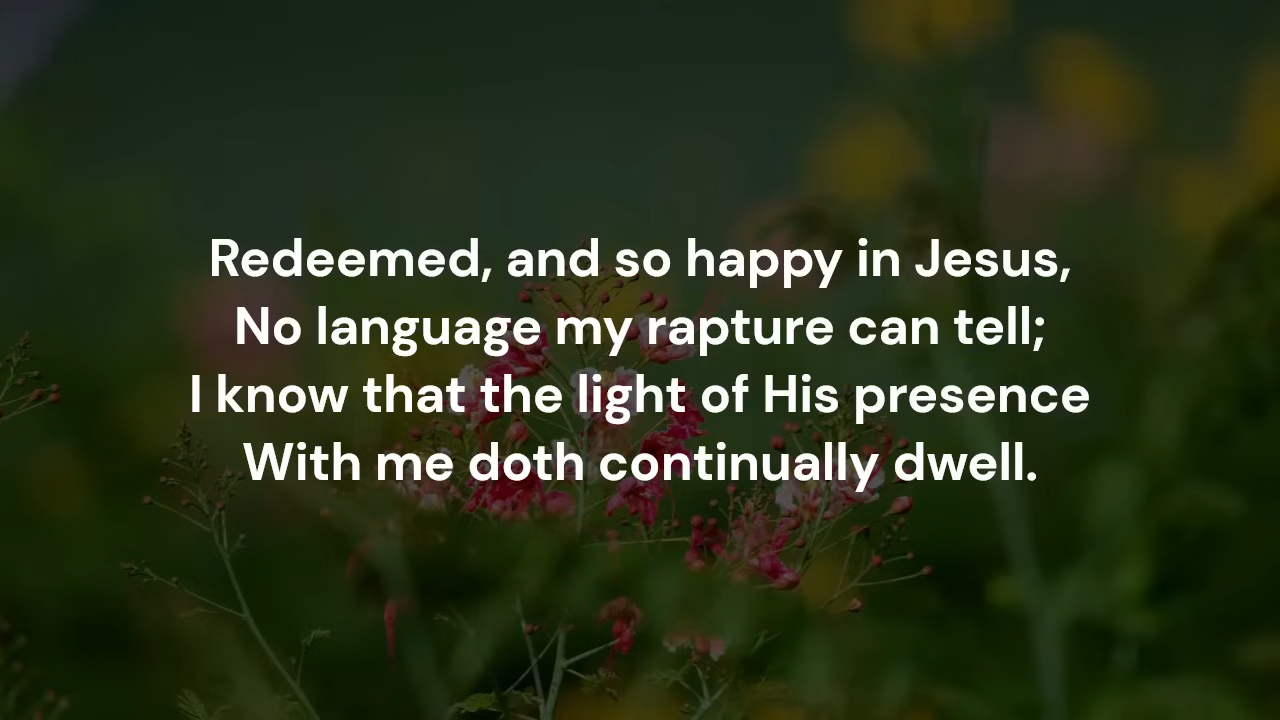 Redeemed, and so happy in Jesus,
No language my rapture can tell;
I know that the light of His presence
With me doth continually dwell.